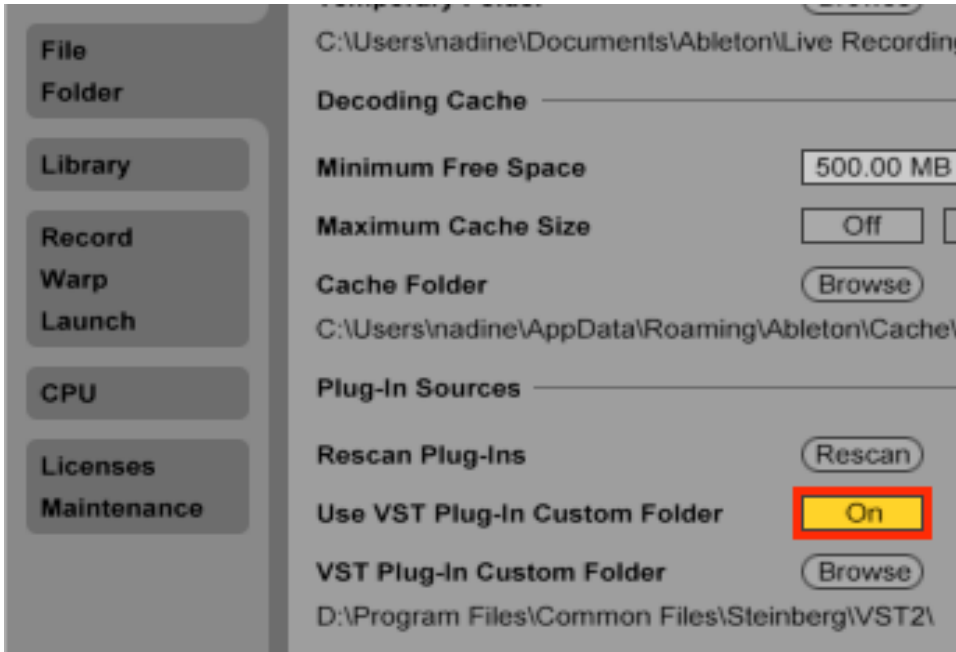 File
Folder
Library
Record
Warp
Launch
CPU
Licenses
Maintenance
Temporary Folder Browse
C:\Users\nadine\Documents\Ableton\Live Recording
Decoding Cache
Minimum Free Space 500.00 MB
Maximum Cache Size Off
Cache Folder Browse
C:\Users\nadine\AppData\Roaming\Ableton\Cache\
Plug-In Sources
Rescan Plug-Ins Rescan
Use VST Plug-In Custom Folder On
VST Plug-In Custom Folder Browse
D:\Program Files\Common Files\Steinberg\VST2\